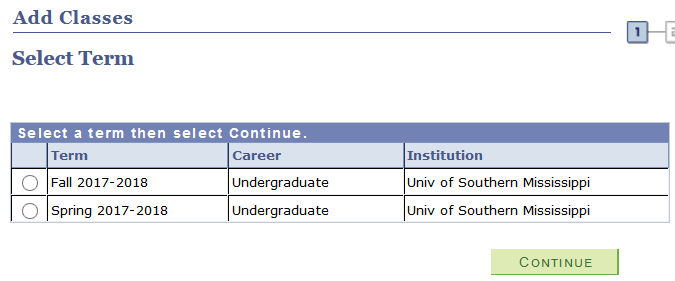 Add Classes
1
Select Term
Select a term then select Continue.
Term Career Institution
Fall 2017-2018 Undergraduate Univ of Southern Mississippi
Spring 2017-2018 Undergraduate Univ of Southern Mississippi
CONTINUE